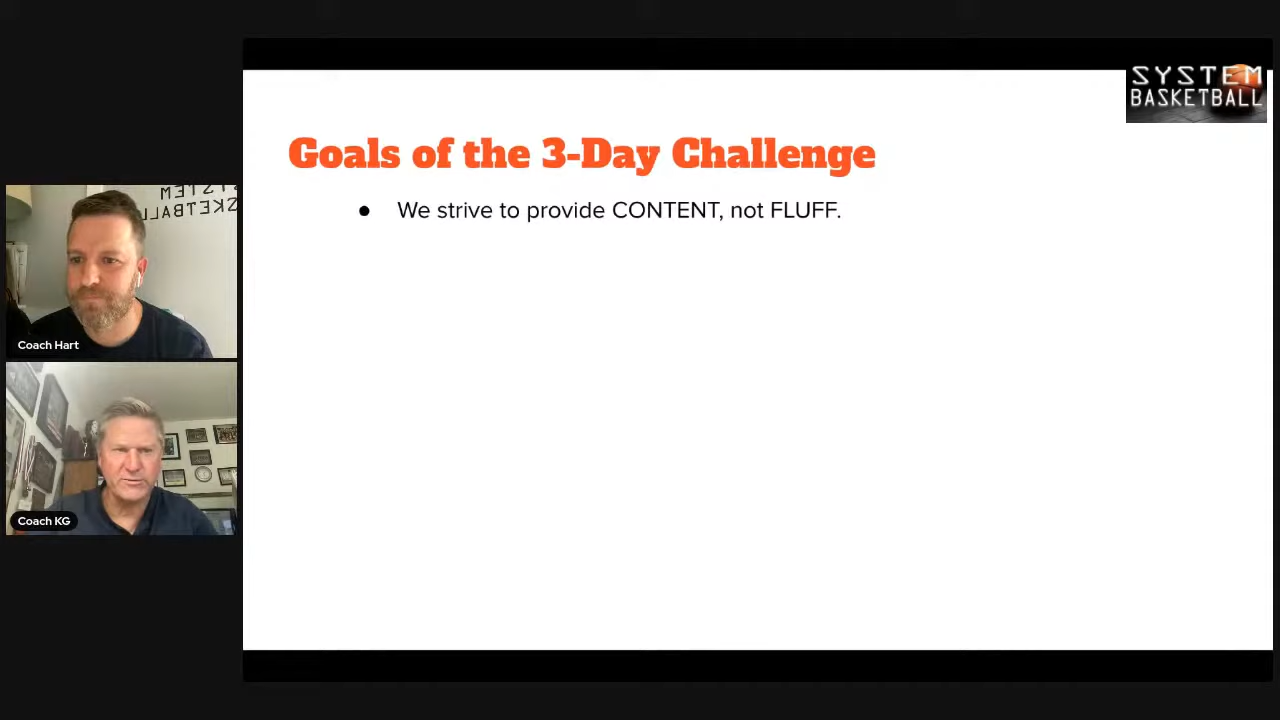 SYSTEM
BASKETBALL
Goals of the 3-Day Challenge
● We strive to provide CONTENT, not FLUFF.
Coach Hart
Coach KG